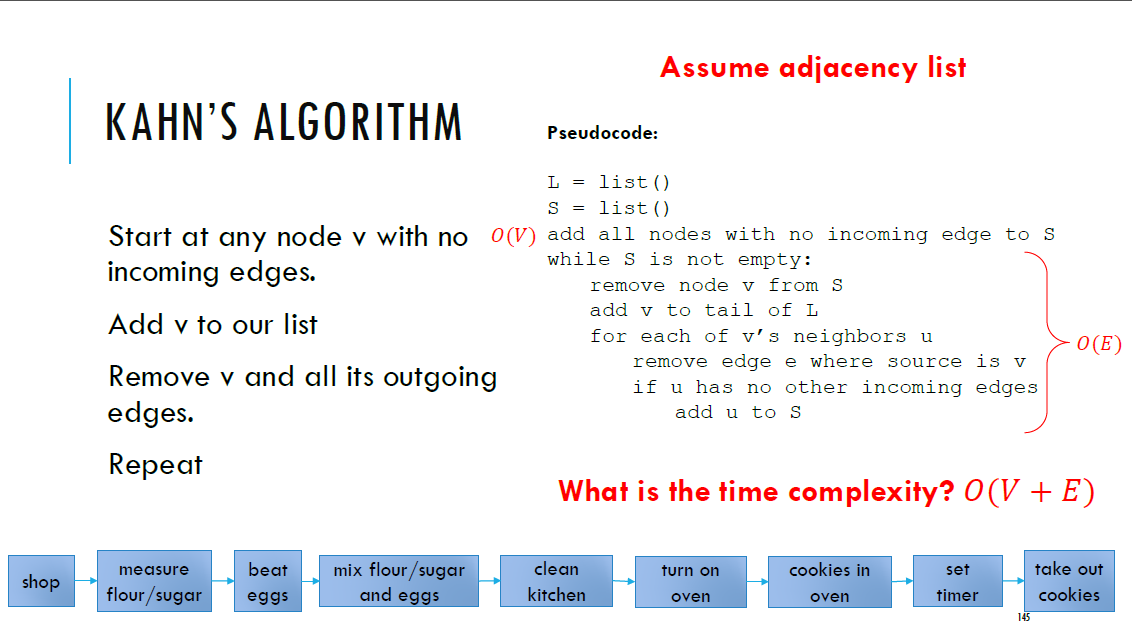 Assume adjacency list
KAHN'S ALGORITHM
Pseudocode:
L = list()
S = list()
O(V) add all nodes with no incoming edge to S
while S is not empty:
remove node v from S
add v to tail of L
for each of v's neighbors u
remove edge e where source is v
if u has no other incoming edges
add u to S
O(E)
Start at any node v with no
incoming edges.
Add v to our list
Remove v and all its outgoing
edges.
Repeat
What is the time complexity? O(V + E)
shop
measure
flour/sugar
beat
eggs
mix flour/sugar
and eggs
clean
kitchen
turn on
oven
cookies in
oven
set
timer
take out
cookies
145